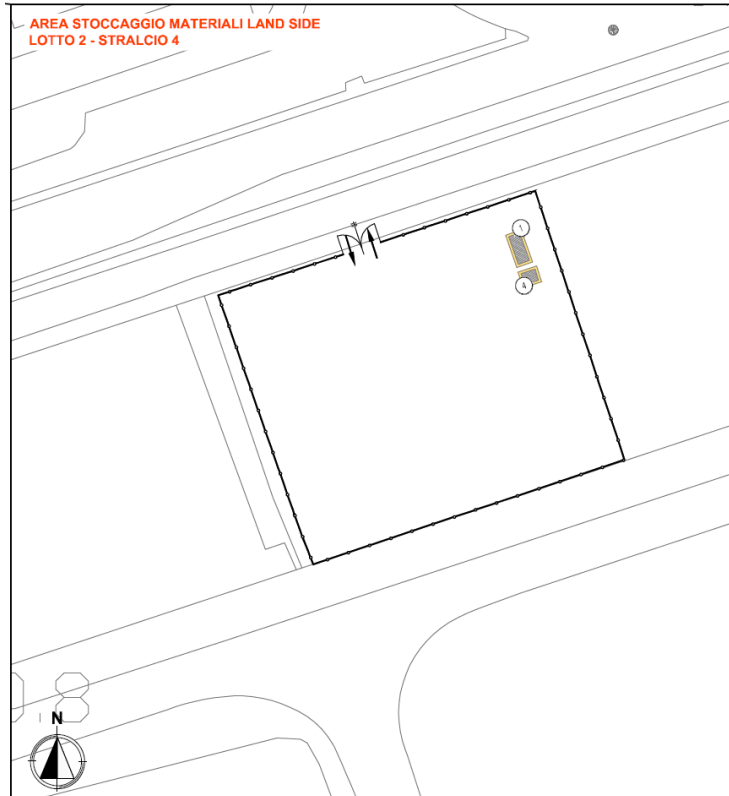 AREA STOCCAGGIO MATERIALI LAND SIDE
LOTTO 2 - STRALCIO 4
1
4
N